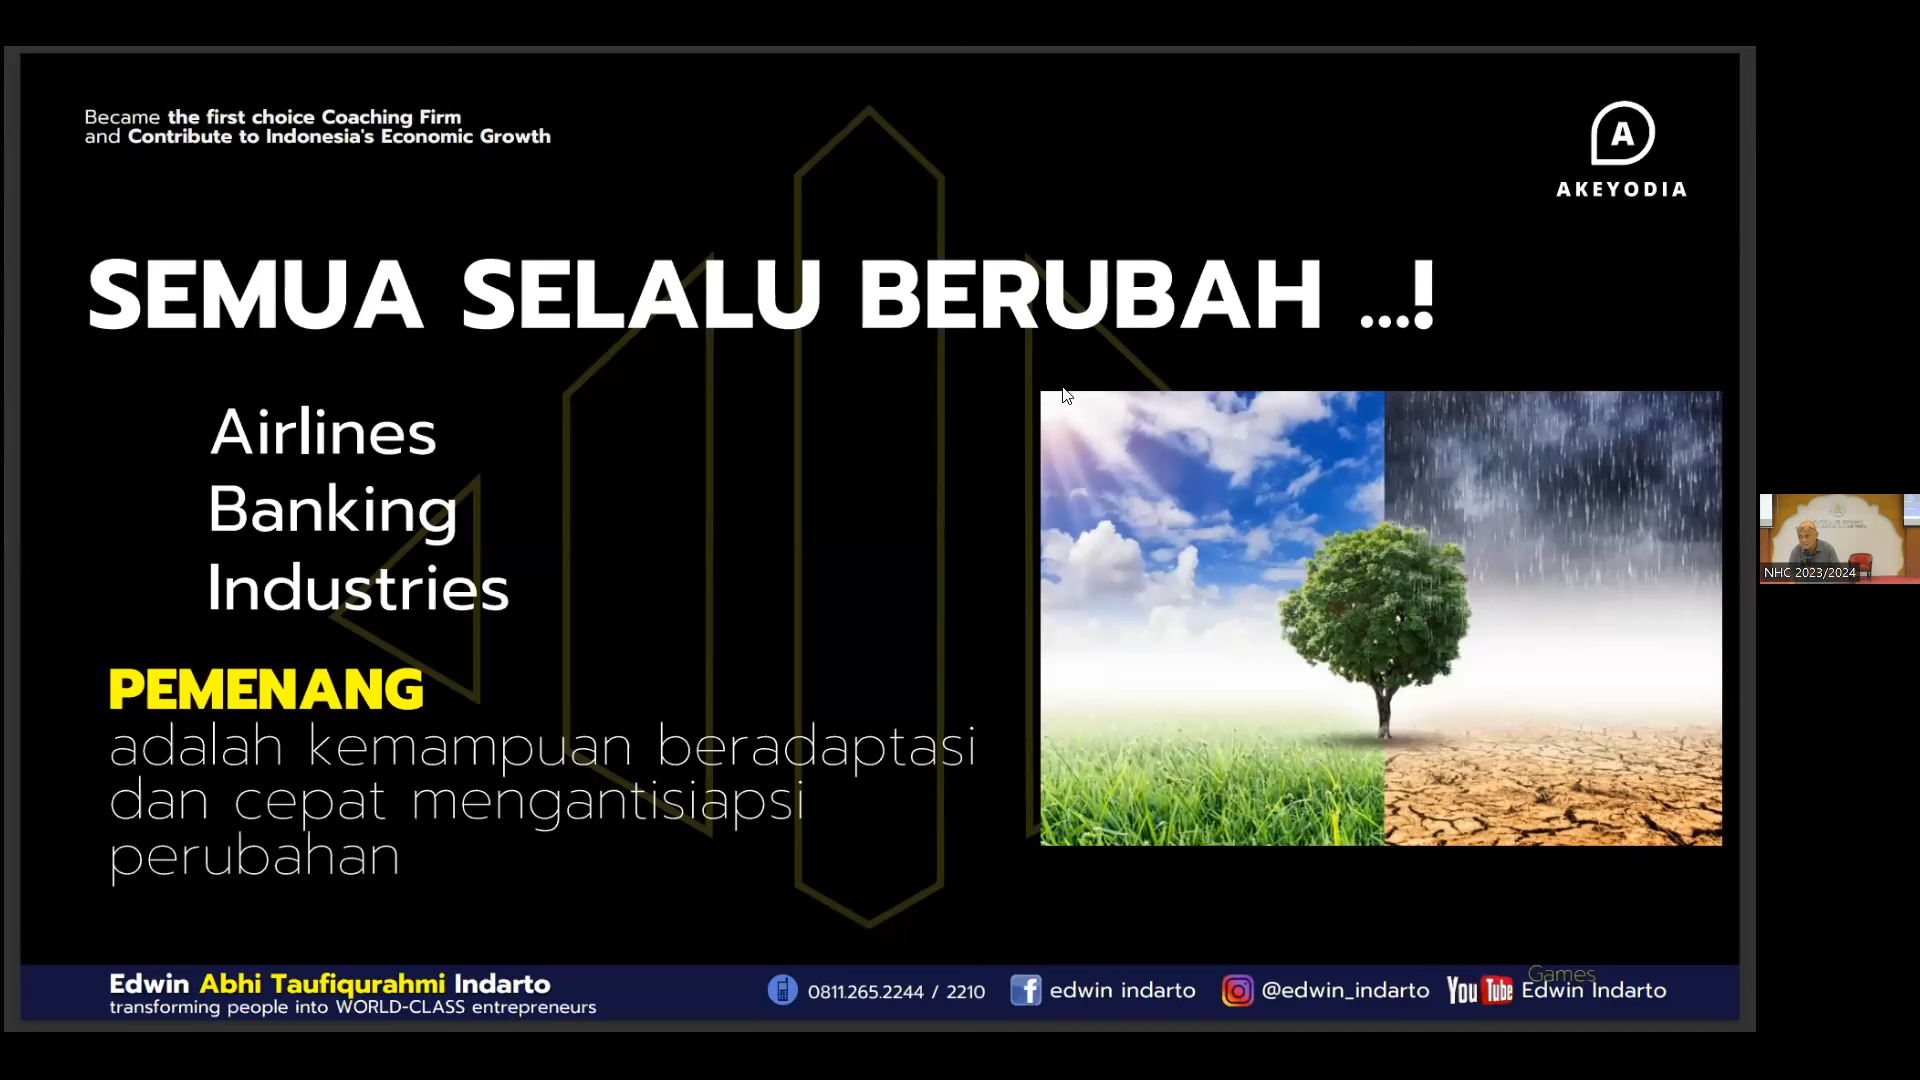 Became the first choice Coaching Firm
and Contribute to Indonesia's Economic Growth
A
AKEYODIA
SEMUA SELALU BERUBAH ...!
Airlines
Banking
Industries
PEMENANG
adalah kemampuan beradaptasi
dan cepat mengantisiapsi
perubahan
NHC 2023/2024
Edwin Abhi Taufiqurahmi Indarto
transforming people into WORLD-CLASS entrepreneurs
0811.265.2244 / 2210
edwin indarto
@edwin_indarto
You Tube
Games
Edwin Indarto